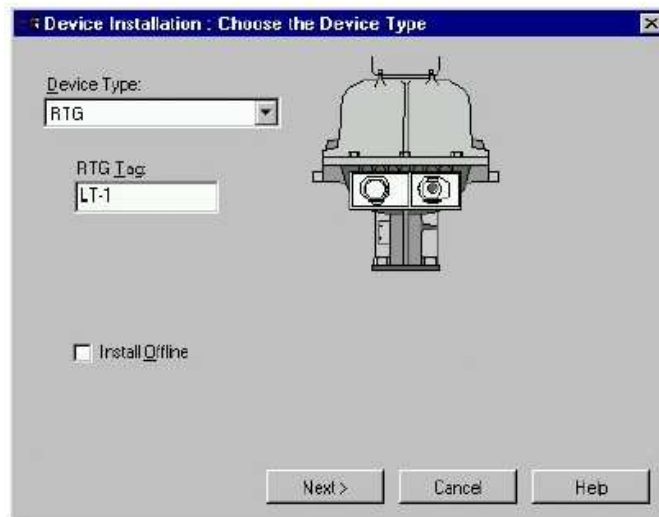 Device Installation : Choose the Device Type
Device Type:
RTG
RTG Tag:
LT-1
Install Offline
Next >
Cancel
Help